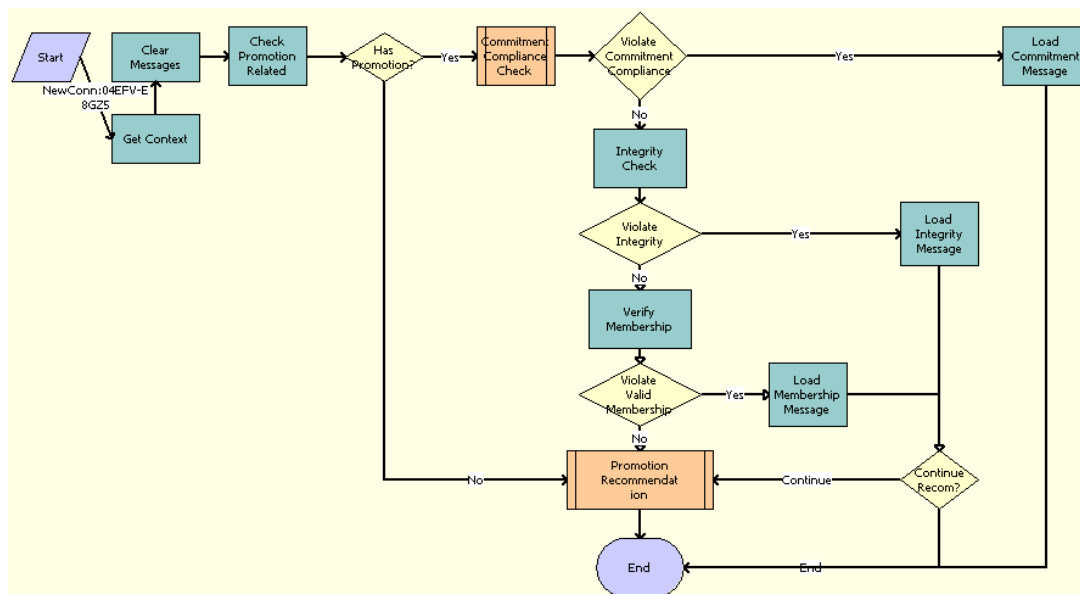 Start
NewConn:04EFV-E
8GZ5
Clear
Messages
Get Context
Check
Promotion
Related
Has
Promotion?
Yes
Commitment
Compliance
Check
Violate
Commitment
Compliance
Yes
Load
Commitment
Message
No
Integrity
Check
Violate
Integrity
Yes
Load
Integrity
Message
No
Verify
Membership
Violate
Valid
Membership
Yes
Load
Membership
Message
No
No
Promotion
Recommendat
ion
Continue
Continue
Recom?
End
End